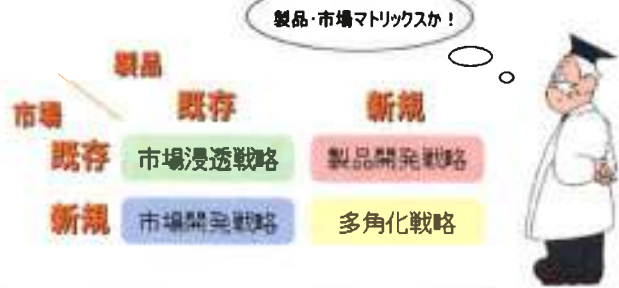 製品・市場マトリックスか！
製品
市場
既存 新規
既存 市場浸透戦略 製品開発戦略
新規 市場開発戦略 多角化戦略